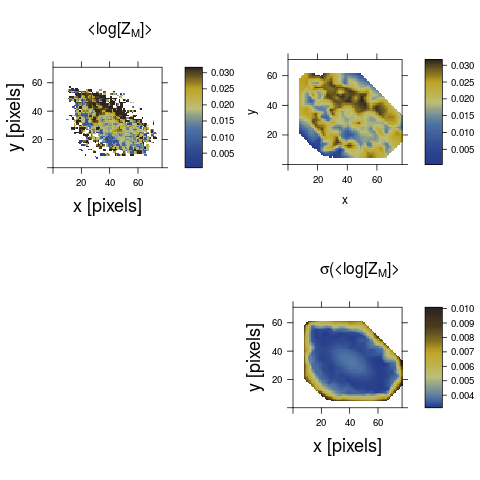 <log[Z_M]>
60
40
20
20 40 60
x [pixels]
y [pixels]
0.030
0.025
0.020
0.015
0.010
0.005
60
40
20
20 40 60
x
y
0.030
0.025
0.020
0.015
0.010
0.005
σ(<log[Z_M]>
60
40
20
20 40 60
x [pixels]
y [pixels]
0.010
0.009
0.008
0.007
0.006
0.005
0.004